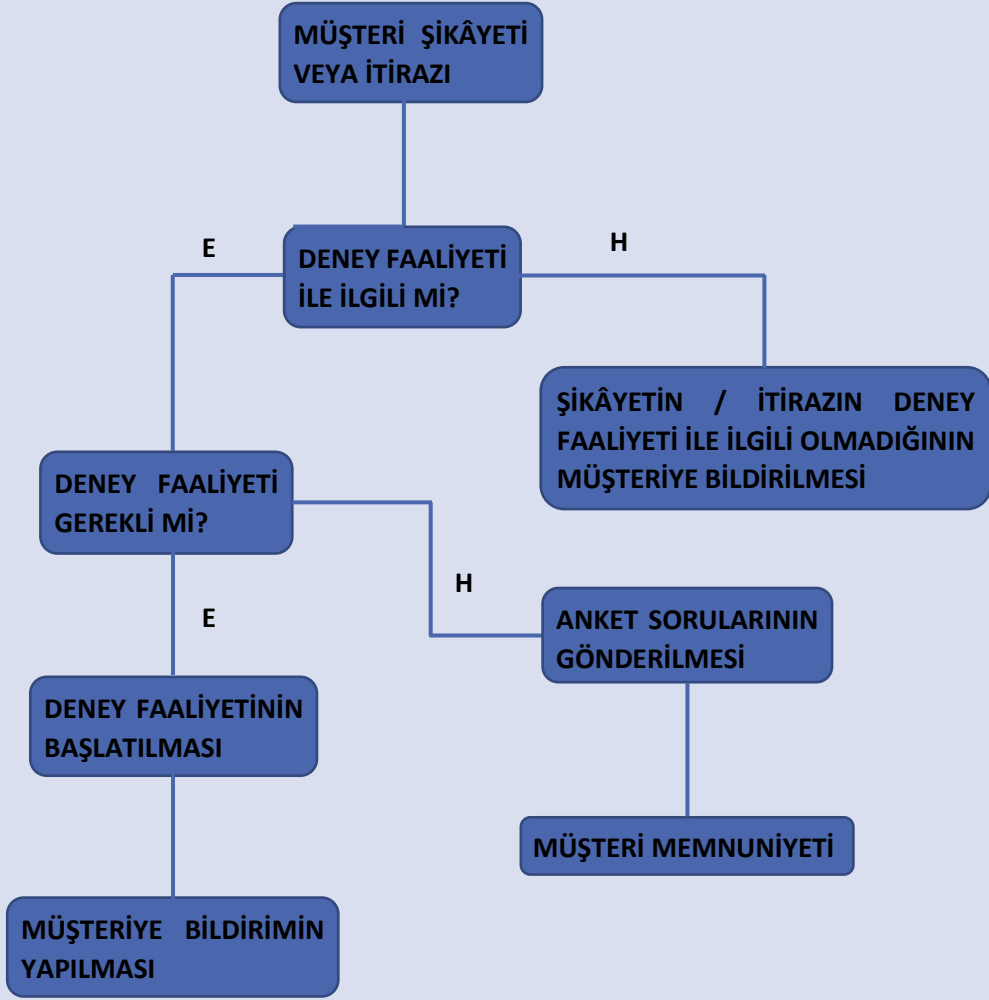 MÜŞTERİ ŞİKÂYETİ
VEYA İTİRAZI
E
DENEY FAALİYETİ
İLE İLGİLİ Mİ?
H
ŞİKÂYETİN / İTİRAZIN DENEY
FAALİYETİ İLE İLGİLİ OLMADIĞININ
MÜŞTERİYE BİLDİRİLMESİ
DENEY FAALİYETİ
GEREKLİ Mİ?
H
E
ANKET SORULARININ
GÖNDERİLMESİ
DENEY FAALİYETİNİN
BAŞLATILMASI
MÜŞTERİ MEMNUNİYETİ
MÜŞTERİYE BİLDİRİMİN
YAPILMASI